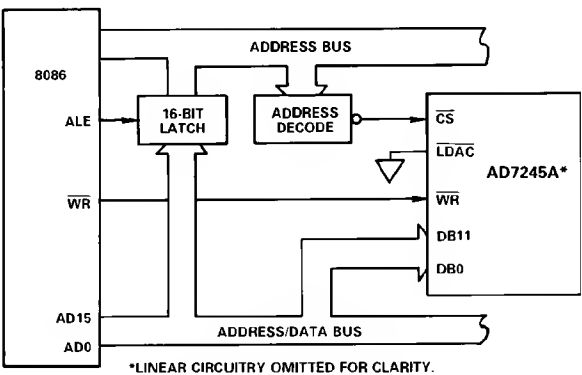 ADDRESS BUS
8086
ALE
16-BIT
LATCH
ADDRESS
DECODE
CS
LDAC
AD7245A*
WR
WR
DB11
DB0
AD15
ADDRESS/DATA BUS
AD0
*LINEAR CIRCUITRY OMITTED FOR CLARITY.